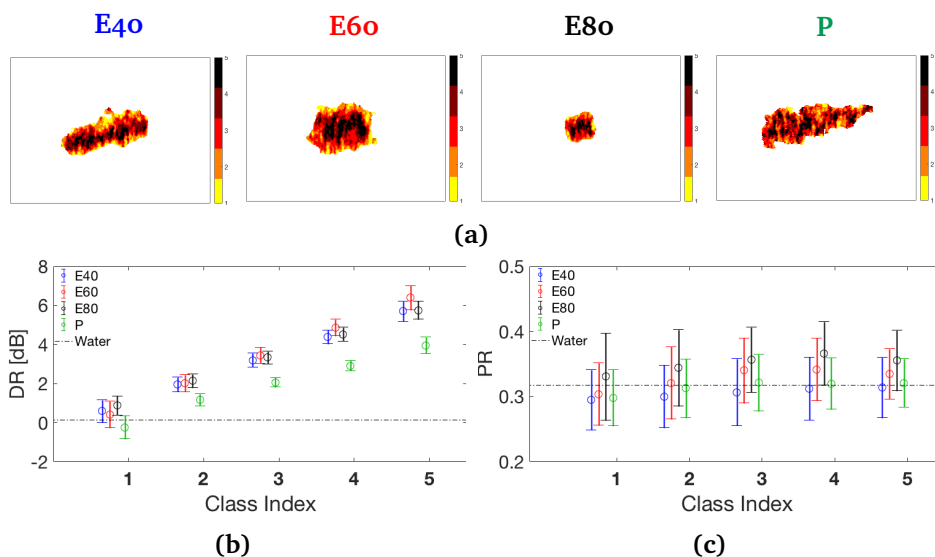 E40 E60 E80 P
5 5 5 5
4 4 4 4
3 3 3 3
2 2 2 2
1 1 1 1
(a)
8
6
4
2
0
-2
DR [dB]
E40
E60
E80
P
Water
1 2 3 4 5
Class Index
(b)
0.5
0.4
0.3
0.2
PR
E40
E60
E80
P
Water
1 2 3 4 5
Class Index
(c)